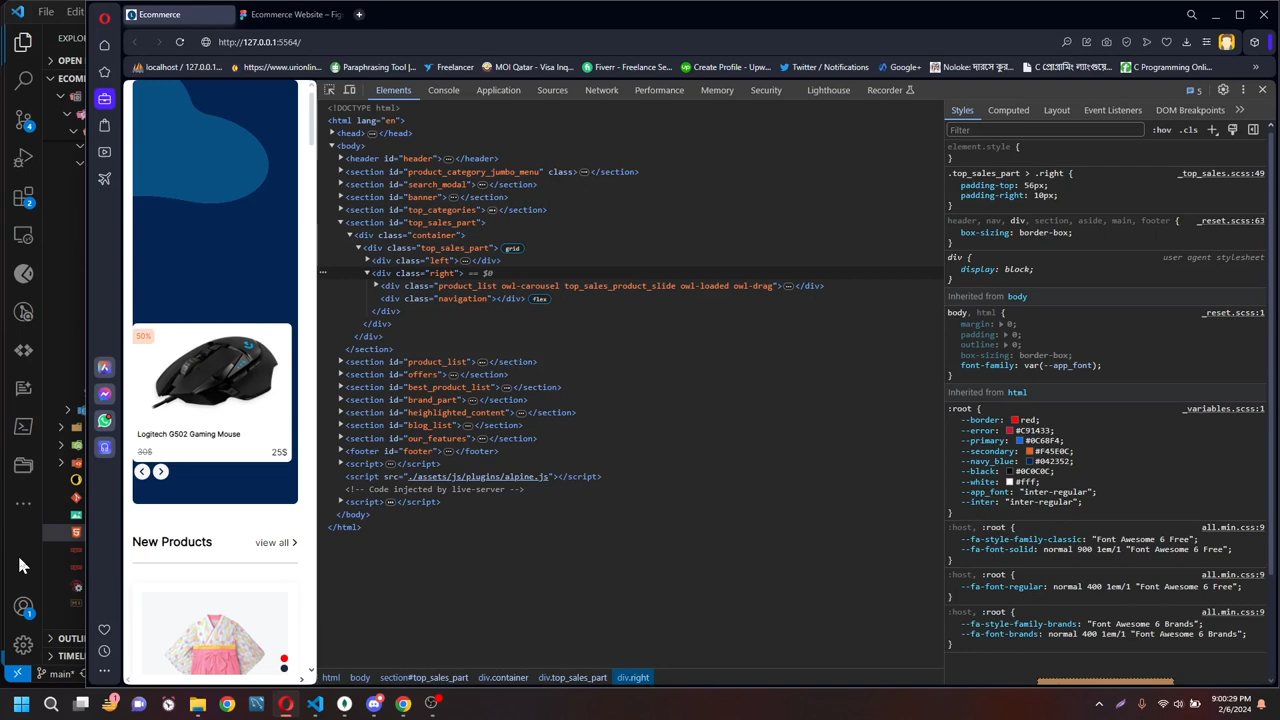 File Edit
EXPL
OPEN
ECOM
OUTL
TIMEL
main*
4
2
1
Ecommerce
Ecommerce Website – Fig
http://127.0.0.1:5564/
localhost / 127.0.0....
https://www.urionlin...
Paraphrasing Tool |...
Freelancer
MOI Qatar - Visa Inq...
Fiverr - Freelance Se...
Create Profile - Upw...
Twitter / Notifications
Google+
C Programming Onl...
50%
Logitech G502 Gaming Mouse
30$
25$
New Products
view all
Elements
Console
Application
Sources
Network
Performance
Memory
Security
Lighthouse
Recorder
5
<!DOCTYPE html>
<html lang="en">
<head> </head>
<body>
<header id="header"> </header>
<section id="product_category_jumbo_menu" class> </section>
<section id="search_modal"> </section>
<section id="banner"> </section>
<section id="top_categories"> </section>
<section id="top_sales_part">
<div class="container">
<div class="top_sales_part"> grid
<div class="left"> </div>
<div class="right"> == $0
<div class="product_list owl-carousel top_sales_product_slide owl-loaded owl-drag"> </div>
<div class="navigation"></div> flex
</div>
</div>
</div>
</section>
<section id="product_list"> </section>
<section id="offers"> </section>
<section id="best_product_list"> </section>
<section id="brand_part"> </section>
<section id="heighlighted_content"> </section>
<section id="blog_list"> </section>
<section id="our_features"> </section>
<footer id="footer"> </footer>
<script> </script>
<script src="./assets/js/plugins/alpine.js"></script>
<!-- Code injected by live-server -->
<script> </script>
</body>
</html>
html body section#top_sales_part div.container div.top_sales_part div.right
Styles Computed Layout Event Listeners DOM Breakpoints
Filter
:hov .cls
element.style {
}
.top_sales_part > .right { _top_sales.scss:49
padding-top: 56px;
padding-right: 10px;
}
header, nav, div, section, aside, main, footer { _reset.scss:63
box-sizing: border-box;
}
div { user agent stylesheet
display: block;
}
Inherited from body
body, html { _reset.scss:1
margin: 0;
padding: 0;
outline: 0;
box-sizing: border-box;
font-family: var(--app_font);
}
Inherited from html
:root { _variables.scss:1
--border: red;
--error: #C91433;
--primary: #0C68F4;
--secondary: #F45E0C;
--navy_blue: #042352;
--black: #0C0C0C;
--white: #fff;
--app_font: "inter-regular";
--inter: "inter-regular";
}
:host, :root { all.min.css:9
--fa-style-family-classic: "Font Awesome 6 Free";
--fa-font-solid: normal 900 1em/1 "Font Awesome 6 Free";
}
:host, :root { all.min.css:9
--fa-font-regular: normal 400 1em/1 "Font Awesome 6 Free";
}
:host, :root { all.min.css:9
--fa-style-family-brands: "Font Awesome 6 Brands";
--fa-font-brands: normal 400 1em/1 "Font Awesome 6 Brands";
}
1
9:00:29 PM
2/6/2024